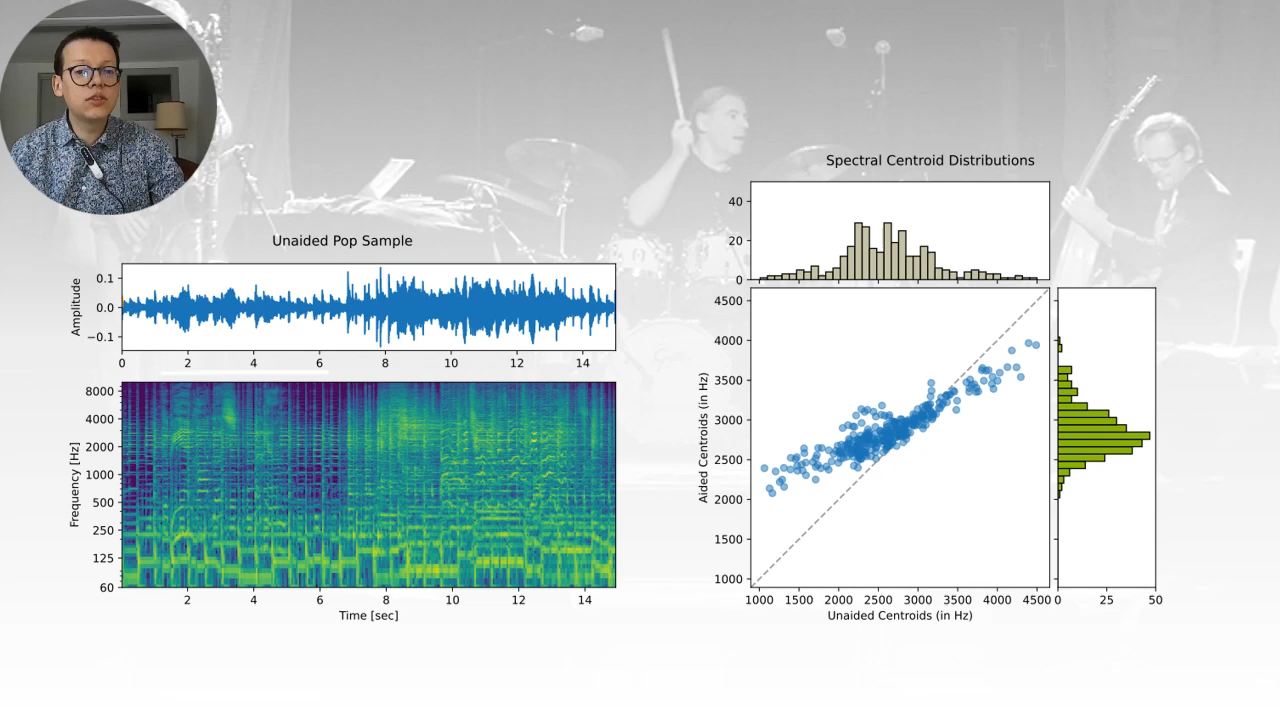 Unaided Pop Sample
Amplitude
0.1
0.0
−0.1
0 2 4 6 8 10 12 14
Frequency [Hz]
8000
4000
2000
1000
500
250
125
60
2 4 6 8 10 12 14
Time [sec]
Spectral Centroid Distributions
40
20
0
Aided Centroids (in Hz)
4500
4000
3500
3000
2500
2000
1500
1000
1000 1500 2000 2500 3000 3500 4000 4500
Unaided Centroids (in Hz)
0 25 50